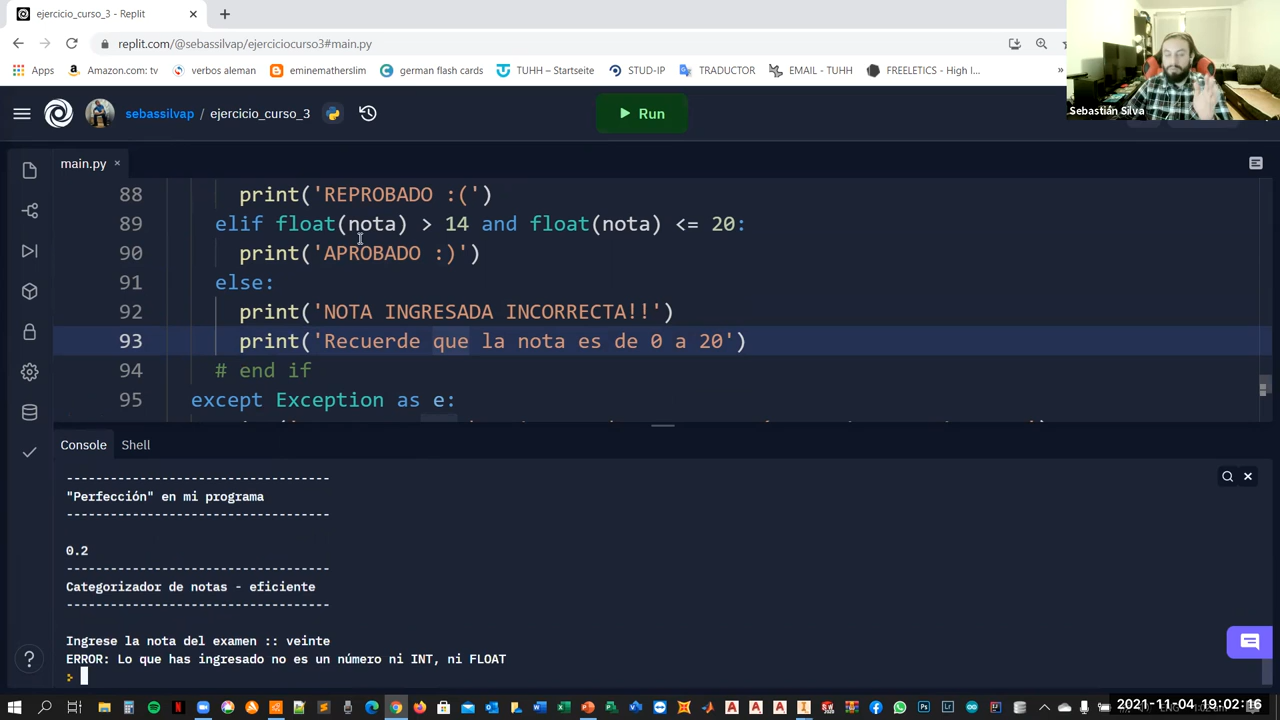 ejercicio_curso_3 - Replit
replit.com/@sebassilvap/ejerciciocurso3#main.py
Apps
Amazon.com: tv
verbos aleman
eminematherslim
german flash cards
TUHH – Startseite
STUD-IP
TRADUCTOR
EMAIL - TUHH
FREELETICS - High I...
»
Sebastián Silva
sebassilvap / ejercicio_curso_3
Run
main.py
88 print('REPROBADO :(')
89 elif float(nota) > 14 and float(nota) <= 20:
90 print('APROBADO :)')
91 else:
92 print('NOTA INGRESADA INCORRECTA!!')
93 print('Recuerde que la nota es de 0 a 20')
94 # end if
95 except Exception as e:
Console Shell
-----------------------------------
"Perfección" en mi programa
-----------------------------------
0.2
-----------------------------------
Categorizador de notas - eficiente
-----------------------------------
Ingrese la nota del examen :: veinte
ERROR: Lo que has ingresado no es un número ni INT, ni FLOAT
2021-11-04 19:02:16